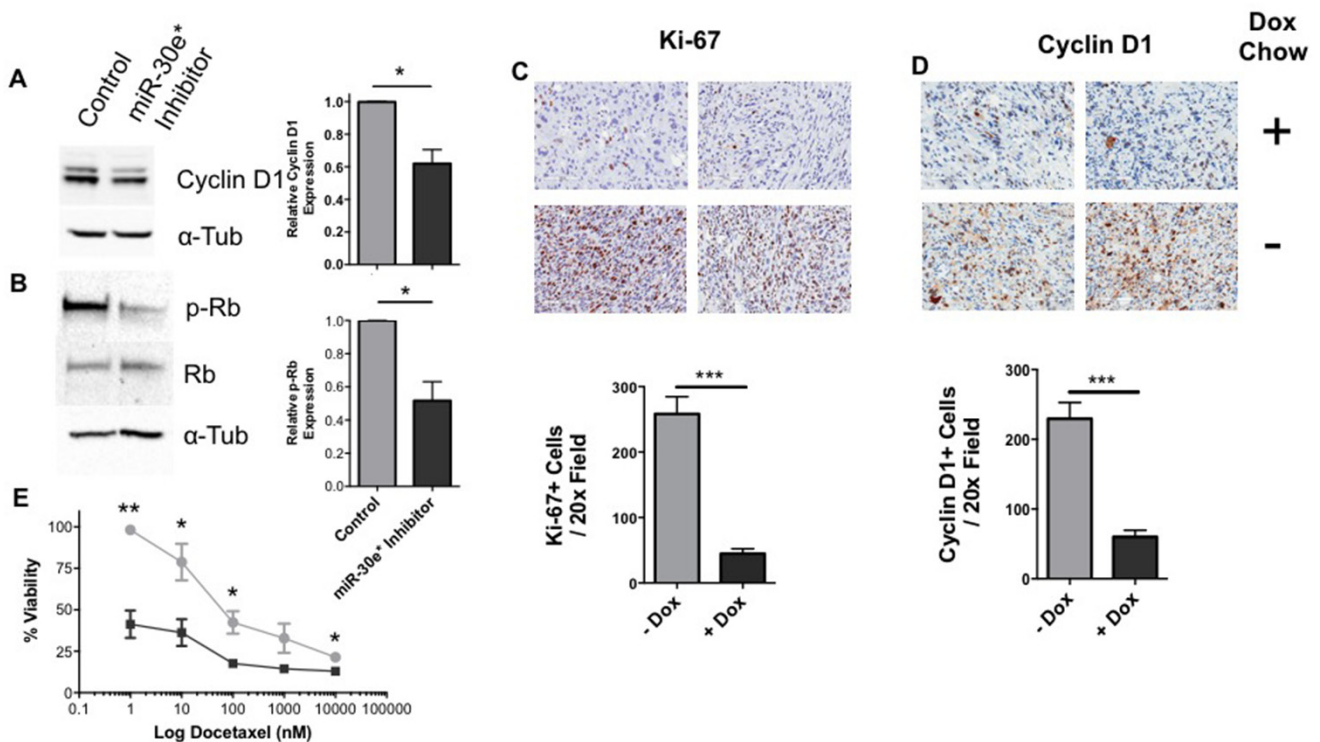 A
Control
miR-30e*
Inhibitor
Cyclin D1
α-Tub
*
Relative Cyclin D1
Expression
1.0
0.8
0.6
0.4
0.2
0.0
B
p-Rb
Rb
α-Tub
*
Relative p-Rb
Expression
1.0
0.8
0.6
0.4
0.2
0.0
Control
miR-30e* Inhibitor
C
Ki-67
***
Ki-67+ Cells
/ 20x Field
300
200
100
0
- Dox
+ Dox
D
Cyclin D1
Dox
Chow
+
-
***
Cyclin D1+ Cells
/ 20x Field
300
200
100
0
- Dox
+ Dox
E
**
*
*
*
% Viability
100
75
50
25
0
0.1 1 10 100 1000 10000 100000
Log Docetaxel (nM)